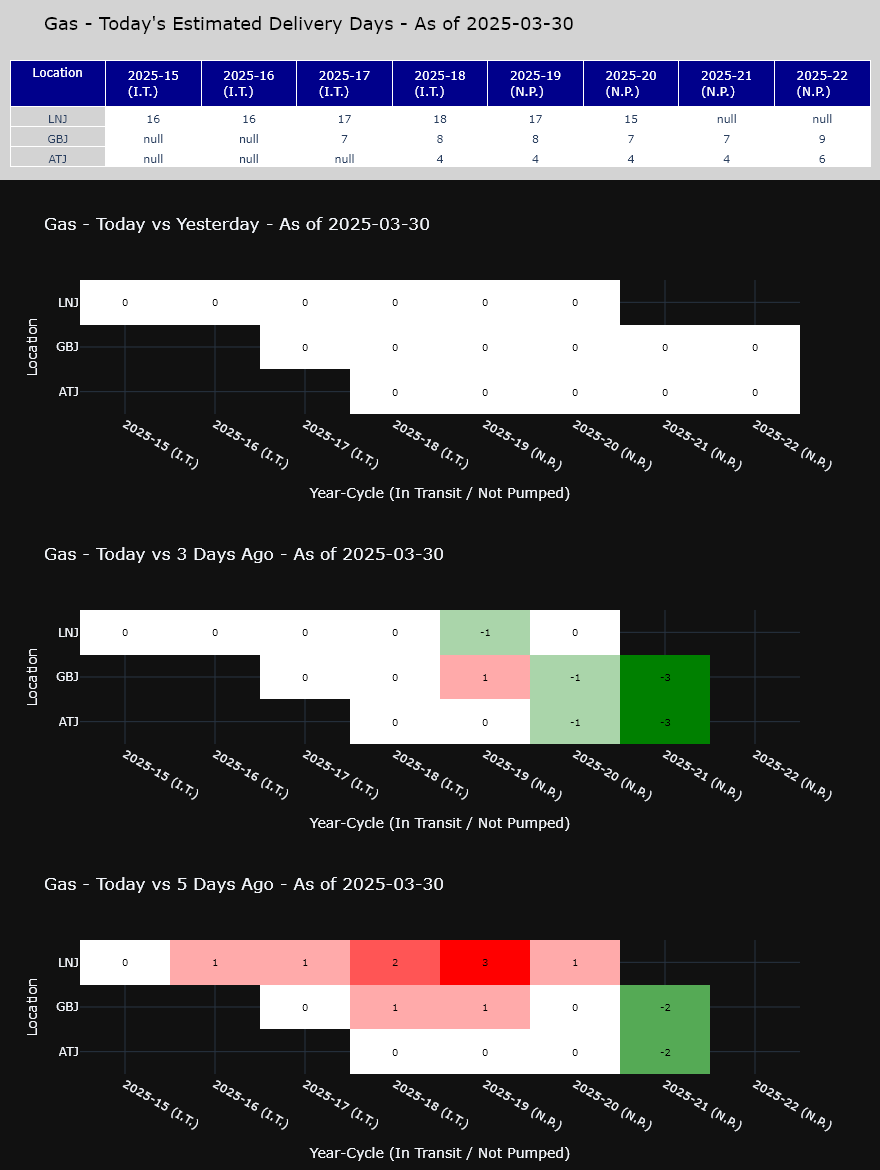 Gas - Today's Estimated Delivery Days - As of 2025-03-30
Location 2025-15 (I.T.) 2025-16 (I.T.) 2025-17 (I.T.) 2025-18 (I.T.) 2025-19 (N.P.) 2025-20 (N.P.) 2025-21 (N.P.) 2025-22 (N.P.)
LNJ 16 16 17 18 17 15 null null
GBJ null null 7 8 8 7 7 9
ATJ null null null 4 4 4 4 6
Gas - Today vs Yesterday - As of 2025-03-30
Location
LNJ 0 0 0 0 0 0
GBJ 0 0 0 0 0 0
ATJ 0 0 0 0 0
2025-15 (I.T.) 2025-16 (I.T.) 2025-17 (I.T.) 2025-18 (I.T.) 2025-19 (N.P.) 2025-20 (N.P.) 2025-21 (N.P.) 2025-22 (N.P.)
Year-Cycle (In Transit / Not Pumped)
Gas - Today vs 3 Days Ago - As of 2025-03-30
Location
LNJ 0 0 0 0 -1 0
GBJ 0 0 1 -1 -3
ATJ 0 0 -1 -3
2025-15 (I.T.) 2025-16 (I.T.) 2025-17 (I.T.) 2025-18 (I.T.) 2025-19 (N.P.) 2025-20 (N.P.) 2025-21 (N.P.) 2025-22 (N.P.)
Year-Cycle (In Transit / Not Pumped)
Gas - Today vs 5 Days Ago - As of 2025-03-30
Location
LNJ 0 1 1 2 3 1
GBJ 0 1 1 0 -2
ATJ 0 0 0 -2
2025-15 (I.T.) 2025-16 (I.T.) 2025-17 (I.T.) 2025-18 (I.T.) 2025-19 (N.P.) 2025-20 (N.P.) 2025-21 (N.P.) 2025-22 (N.P.)
Year-Cycle (In Transit / Not Pumped)